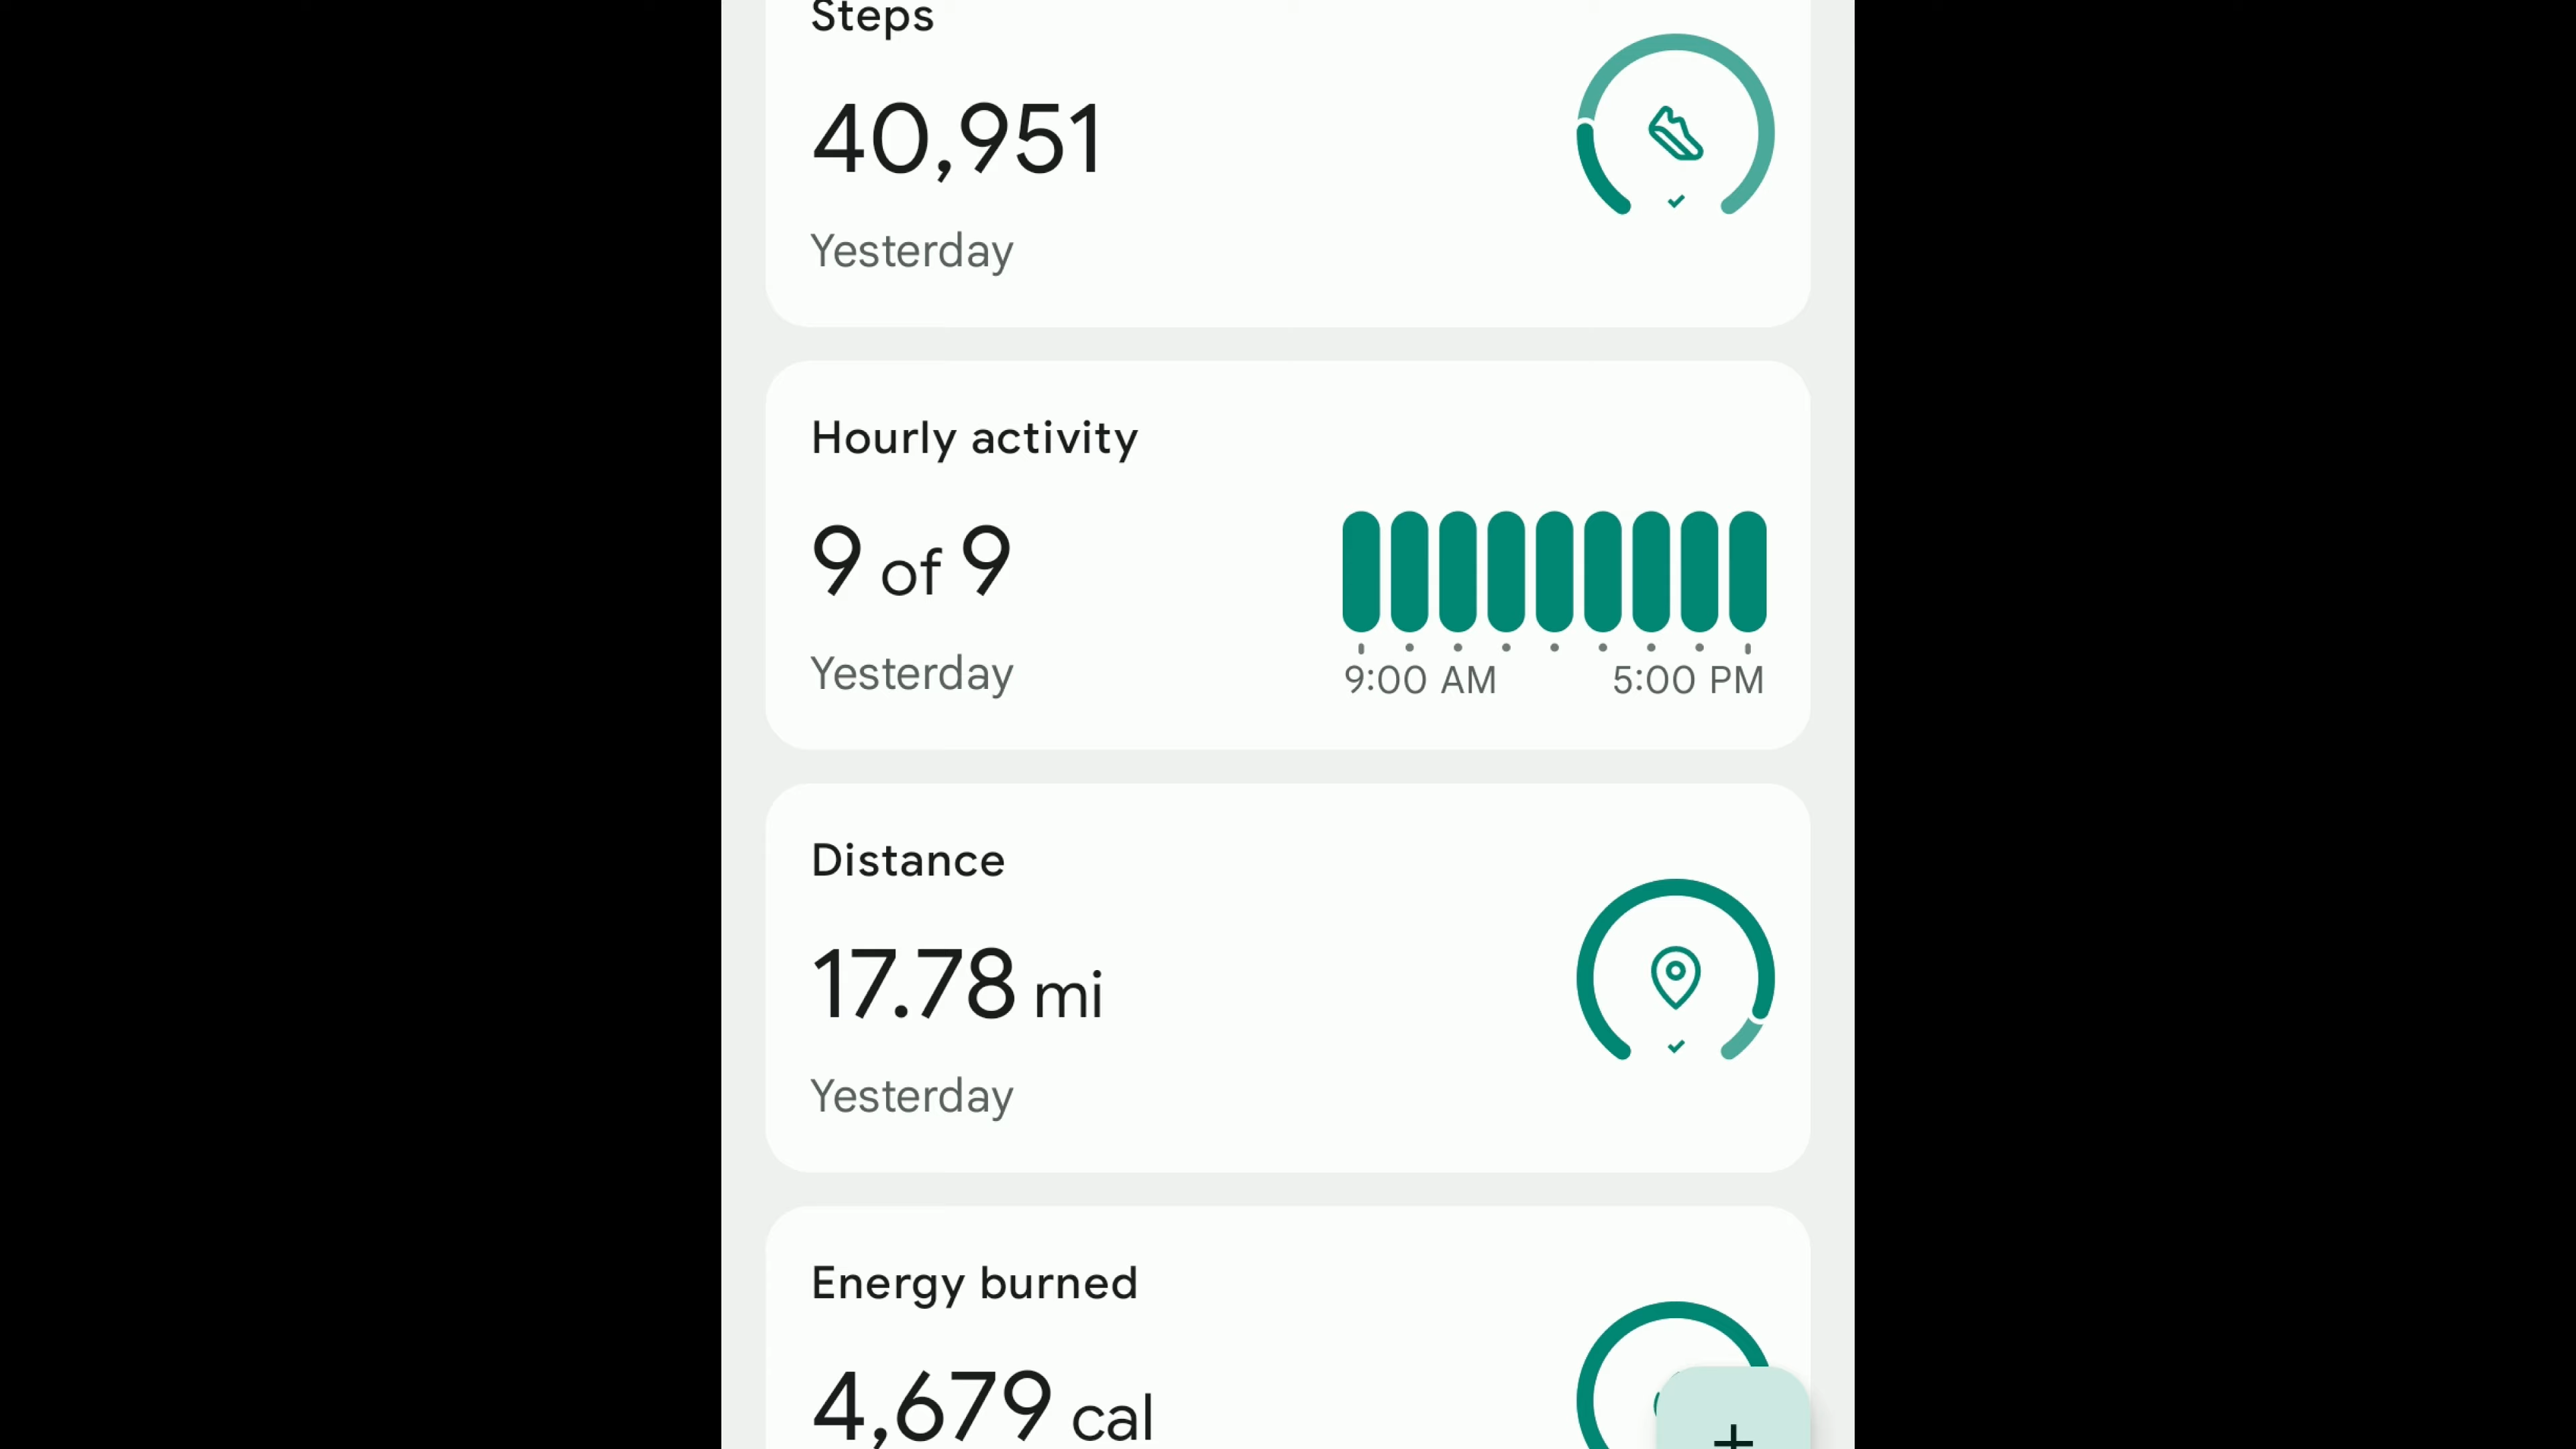 Steps
40,951
Yesterday
Hourly activity
9 of 9
Yesterday
9:00 AM 5:00 PM
Distance
17.78 mi
Yesterday
Energy burned
4,679 cal
+